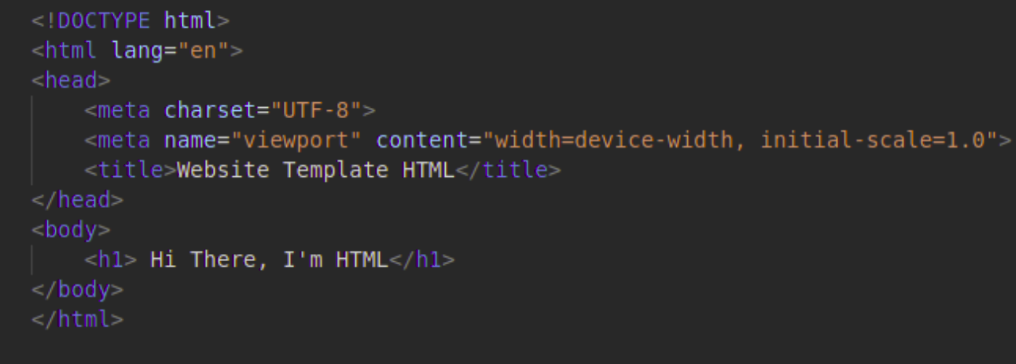 <!DOCTYPE html>
<html lang="en">
<head>
    <meta charset="UTF-8">
    <meta name="viewport" content="width=device-width, initial-scale=1.0">
    <title>Website Template HTML</title>
</head>
<body>
    <h1> Hi There, I'm HTML</h1>
</body>
</html>